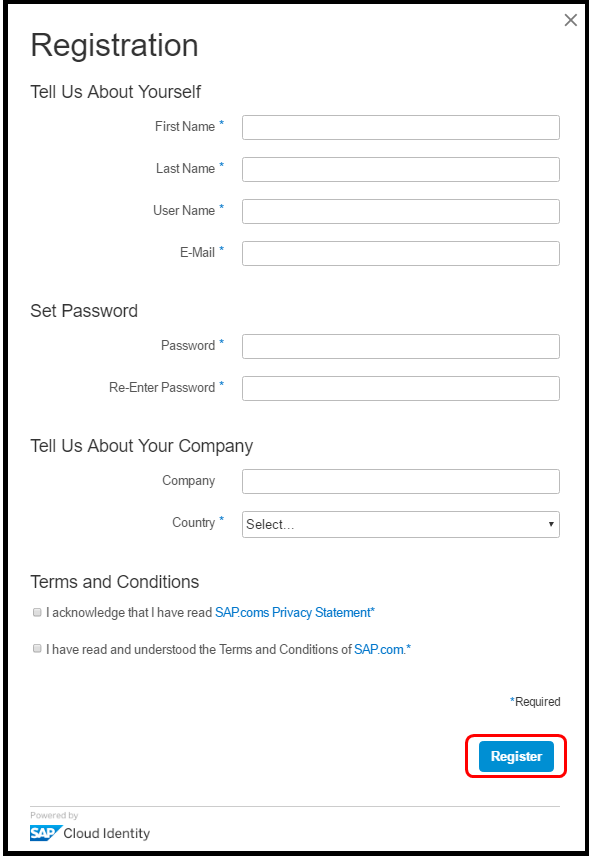 Registration
Tell Us About Yourself
First Name *
Last Name *
User Name *
E-Mail *
Set Password
Password *
Re-Enter Password *
Tell Us About Your Company
Company
Country * Select...
Terms and Conditions
I acknowledge that I have read SAP.coms Privacy Statement*
I have read and understood the Terms and Conditions of SAP.com.*
*Required
Register
Powered by
SAP Cloud Identity